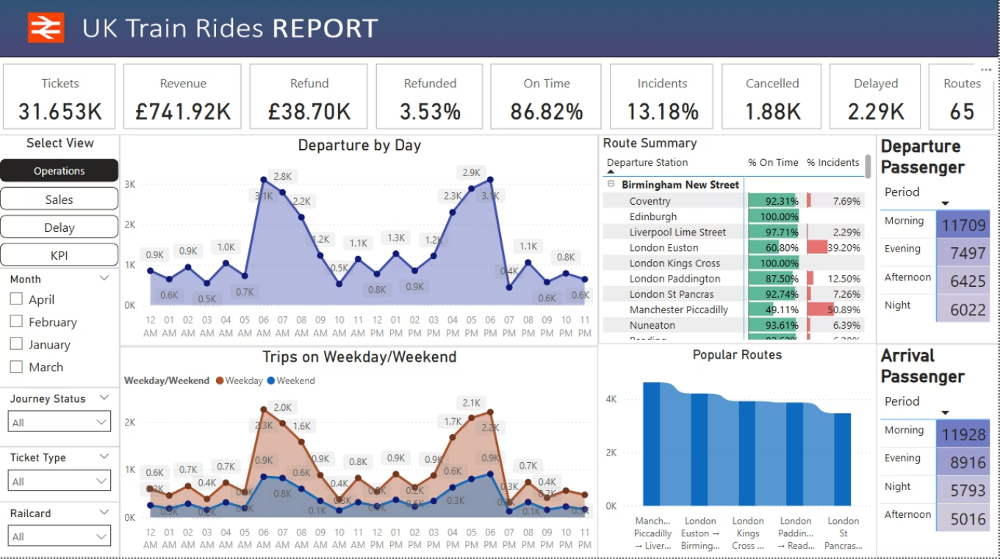 UK Train Rides REPORT
Tickets
31.653K
Revenue
£741.92K
Refund
£38.70K
Refunded
3.53%
On Time
86.82%
Incidents
13.18%
Cancelled
1.88K
Delayed
2.29K
Routes
65
Select View
Operations
Sales
Delay
KPI
Month
April
February
January
March
Journey Status
All
Ticket Type
All
Railcard
All
Departure by Day
3K
2K
1K
0K
0.9K
0.6K
0.9K
0.5K
1.0K
0.7K
3.1K
2.8K
2.2K
1.2K
0.5K
1.1K
0.8K
1.3K
0.9K
1.2K
2.3K
2.9K
3.1K
0.4K
1.1K
0.6K
0.8K
0.6K
12 01 02 03 04 05 06 07 08 09 10 11 12 01 02 03 04 05 06 07 08 09 10 11
AM AM AM AM AM AM AM AM AM AM AM AM PM PM PM PM PM PM PM PM PM PM PM PM
Trips on Weekday/Weekend
Weekday/Weekend Weekday Weekend
2K
1K
0K
0.6K
0.7K
0.4K
0.7K
2.3K
2.0K
1.6K
0.9K
0.4K
0.8K
0.9K
0.9K
1.7K
2.1K
2.2K
0.3K
0.7K
0.4K
0.9K
0.8K
0.6K
0.1K
0.6K
0.3K
0.9K
0.1K
12 01 02 03 04 05 06 07 08 09 10 11 12 01 02 03 04 05 06 07 08 09 10 11
AM AM AM AM AM AM AM AM AM AM AM AM PM PM PM PM PM PM PM PM PM PM PM PM
Route Summary
Departure Station % On Time % Incidents
Birmingham New Street
Coventry 92.31% 7.69%
Edinburgh 100.00%
Liverpool Lime Street 97.71% 2.29%
London Euston 60.80% 39.20%
London Kings Cross 100.00%
London Paddington 87.50% 12.50%
London St Pancras 92.74% 7.26%
Manchester Piccadilly 49.11% 50.89%
Nuneaton 93.61% 6.39%
Popular Routes
4K
2K
0K
Manch...
Piccadilly
→ Liver...
London
Euston →
Birming...
London
Kings
Cross ...
London
Paddin...
→ Read...
London
St
Pancras...
Departure
Passenger
Period
Morning 11709
Evening 7497
Afternoon 6425
Night 6022
Arrival
Passenger
Period
Morning 11928
Evening 8916
Night 5793
Afternoon 5016